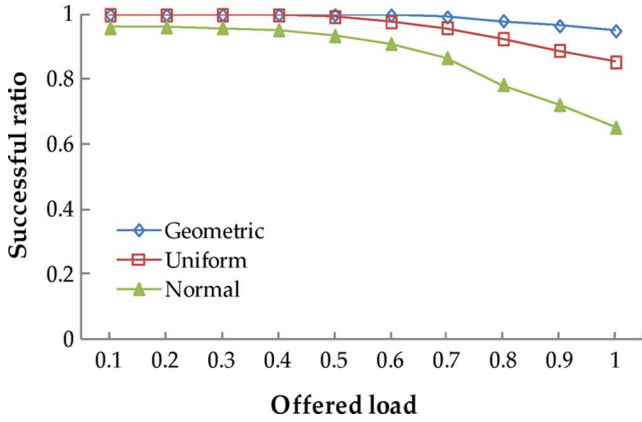 Successful ratio
1
0.8
0.6
0.4
0.2
0
Geometric
Uniform
Normal
0.1 0.2 0.3 0.4 0.5 0.6 0.7 0.8 0.9 1
Offered load